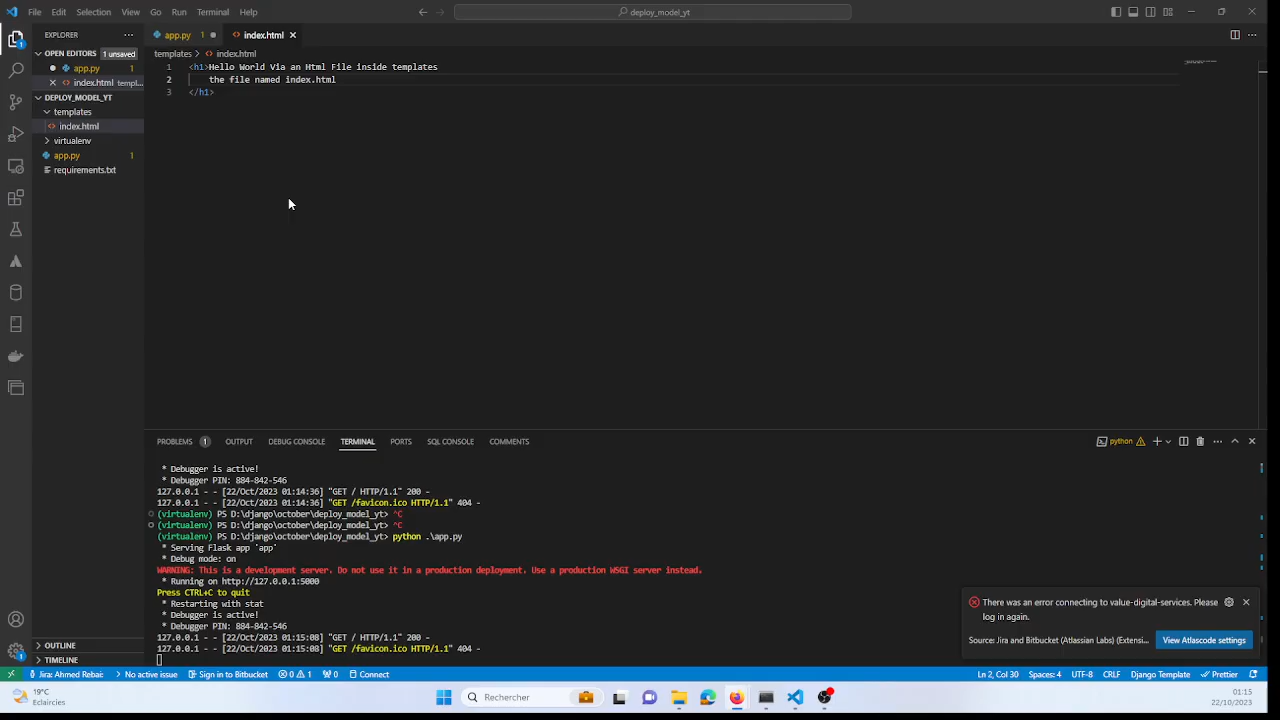 File Edit Selection View Go Run Terminal Help
deploy_model_yt
EXPLORER
OPEN EDITORS 1 unsaved
app.py 1
index.html templ...
DEPLOY_MODEL_YT
templates
index.html
virtualenv
app.py 1
requirements.txt
OUTLINE
TIMELINE
app.py 1
index.html
templates > index.html
1 <h1>Hello World Via an Html File inside templates
2 the file named index.html
3 </h1>
PROBLEMS 1 OUTPUT DEBUG CONSOLE TERMINAL PORTS SQL CONSOLE COMMENTS
python
* Debugger is active!
* Debugger PIN: 884-842-546
127.0.0.1 - - [22/Oct/2023 01:14:36] "GET / HTTP/1.1" 200 -
127.0.0.1 - - [22/Oct/2023 01:14:36] "GET /favicon.ico HTTP/1.1" 404 -
(virtualenv) PS D:\django\october\deploy_model_yt> ^C
(virtualenv) PS D:\django\october\deploy_model_yt> ^C
(virtualenv) PS D:\django\october\deploy_model_yt> python .\app.py
* Serving Flask app 'app'
* Debug mode: on
WARNING: This is a development server. Do not use it in a production deployment. Use a production WSGI server instead.
* Running on http://127.0.0.1:5000
Press CTRL+C to quit
* Restarting with stat
* Debugger is active!
* Debugger PIN: 884-842-546
127.0.0.1 - - [22/Oct/2023 01:15:08] "GET / HTTP/1.1" 200 -
127.0.0.1 - - [22/Oct/2023 01:15:08] "GET /favicon.ico HTTP/1.1" 404 -
There was an error connecting to value-digital-services. Please
log in again.
Source: Jira and Bitbucket (Atlassian Labs) (Extensi...
View Atlascode settings
Jira: Ahmed Rebai: No active issue Sign in to Bitbucket 0 1 0 Connect
Ln 2, Col 30 Spaces: 4 UTF-8 CRLF Django Template Prettier
19°C
Eclaircies
Rechercher
01:15
22/10/2023